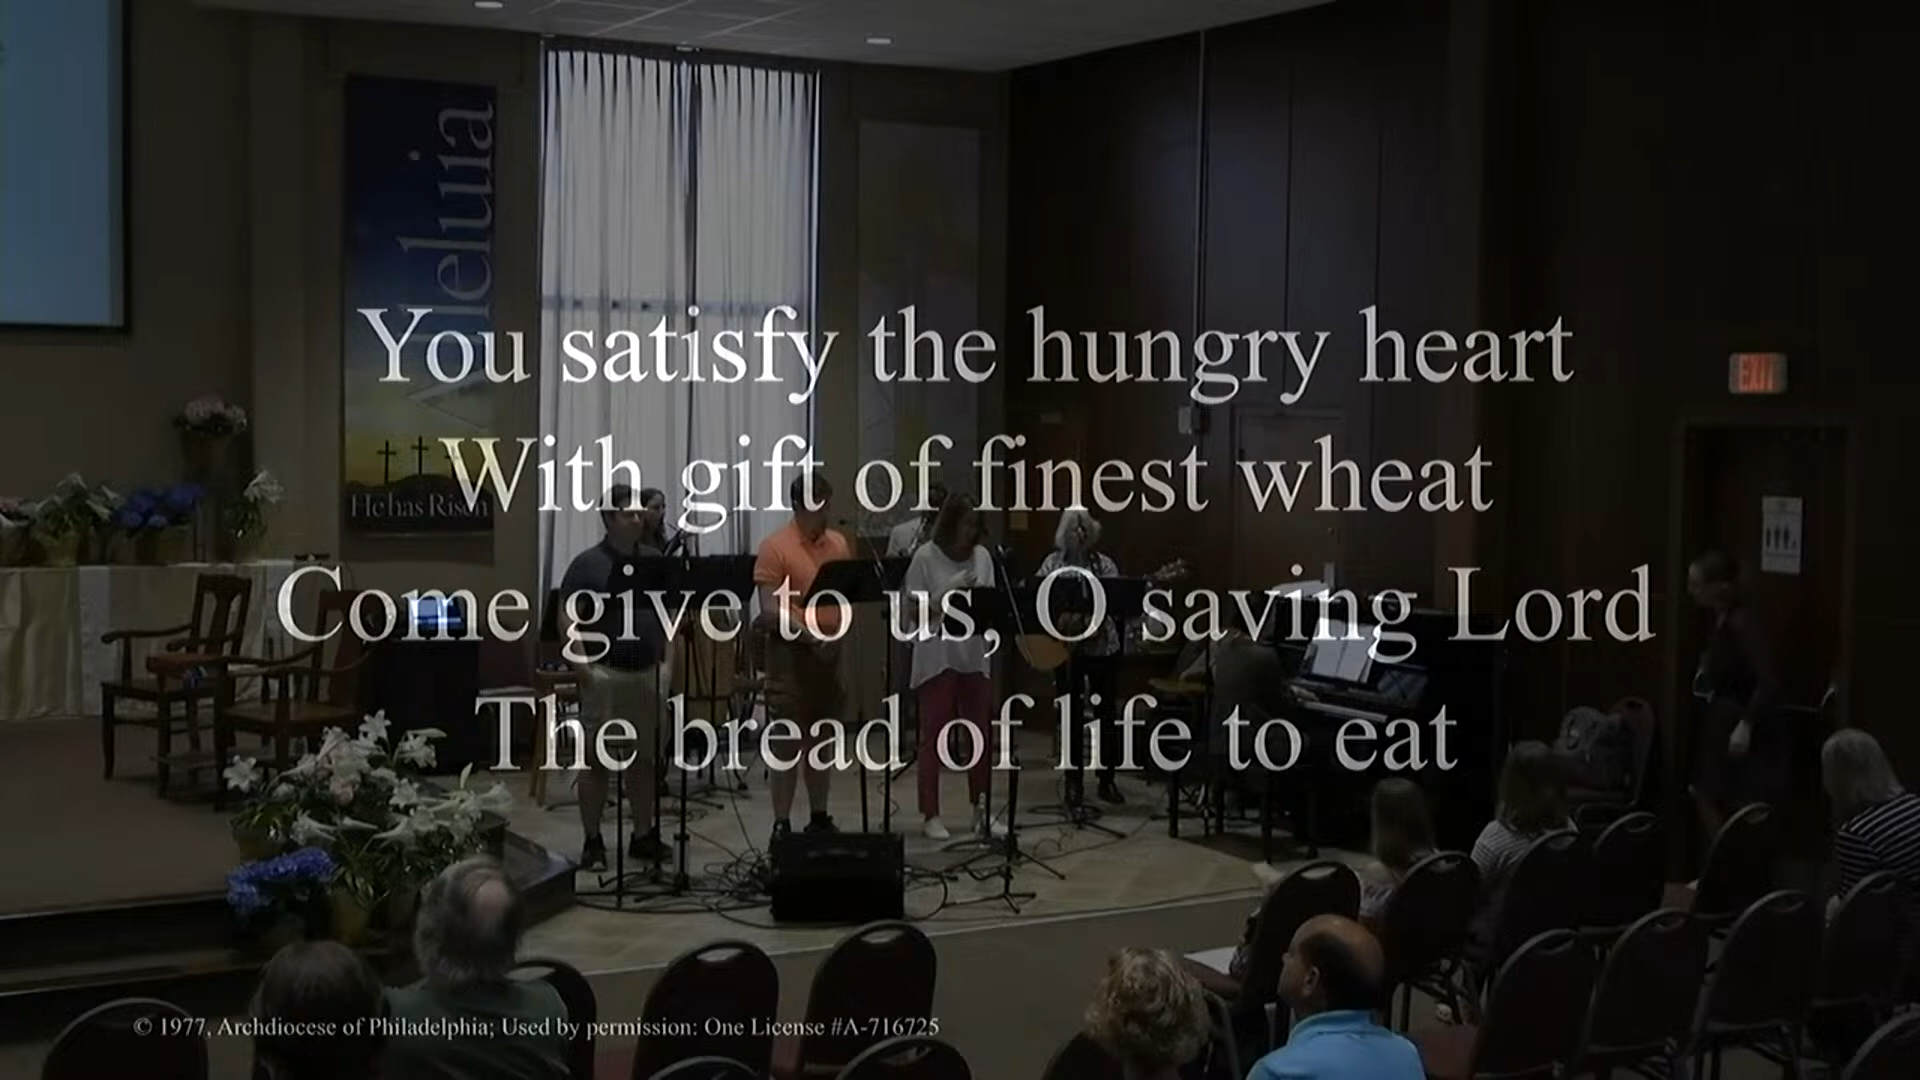 Alleluia
You satisfy the hungry heart
With gift of finest wheat
He has Risen
EXIT
Come give to us, O saving Lord
The bread of life to eat
© 1977, Archdiocese of Philadelphia; Used by permission: One License #A-716725